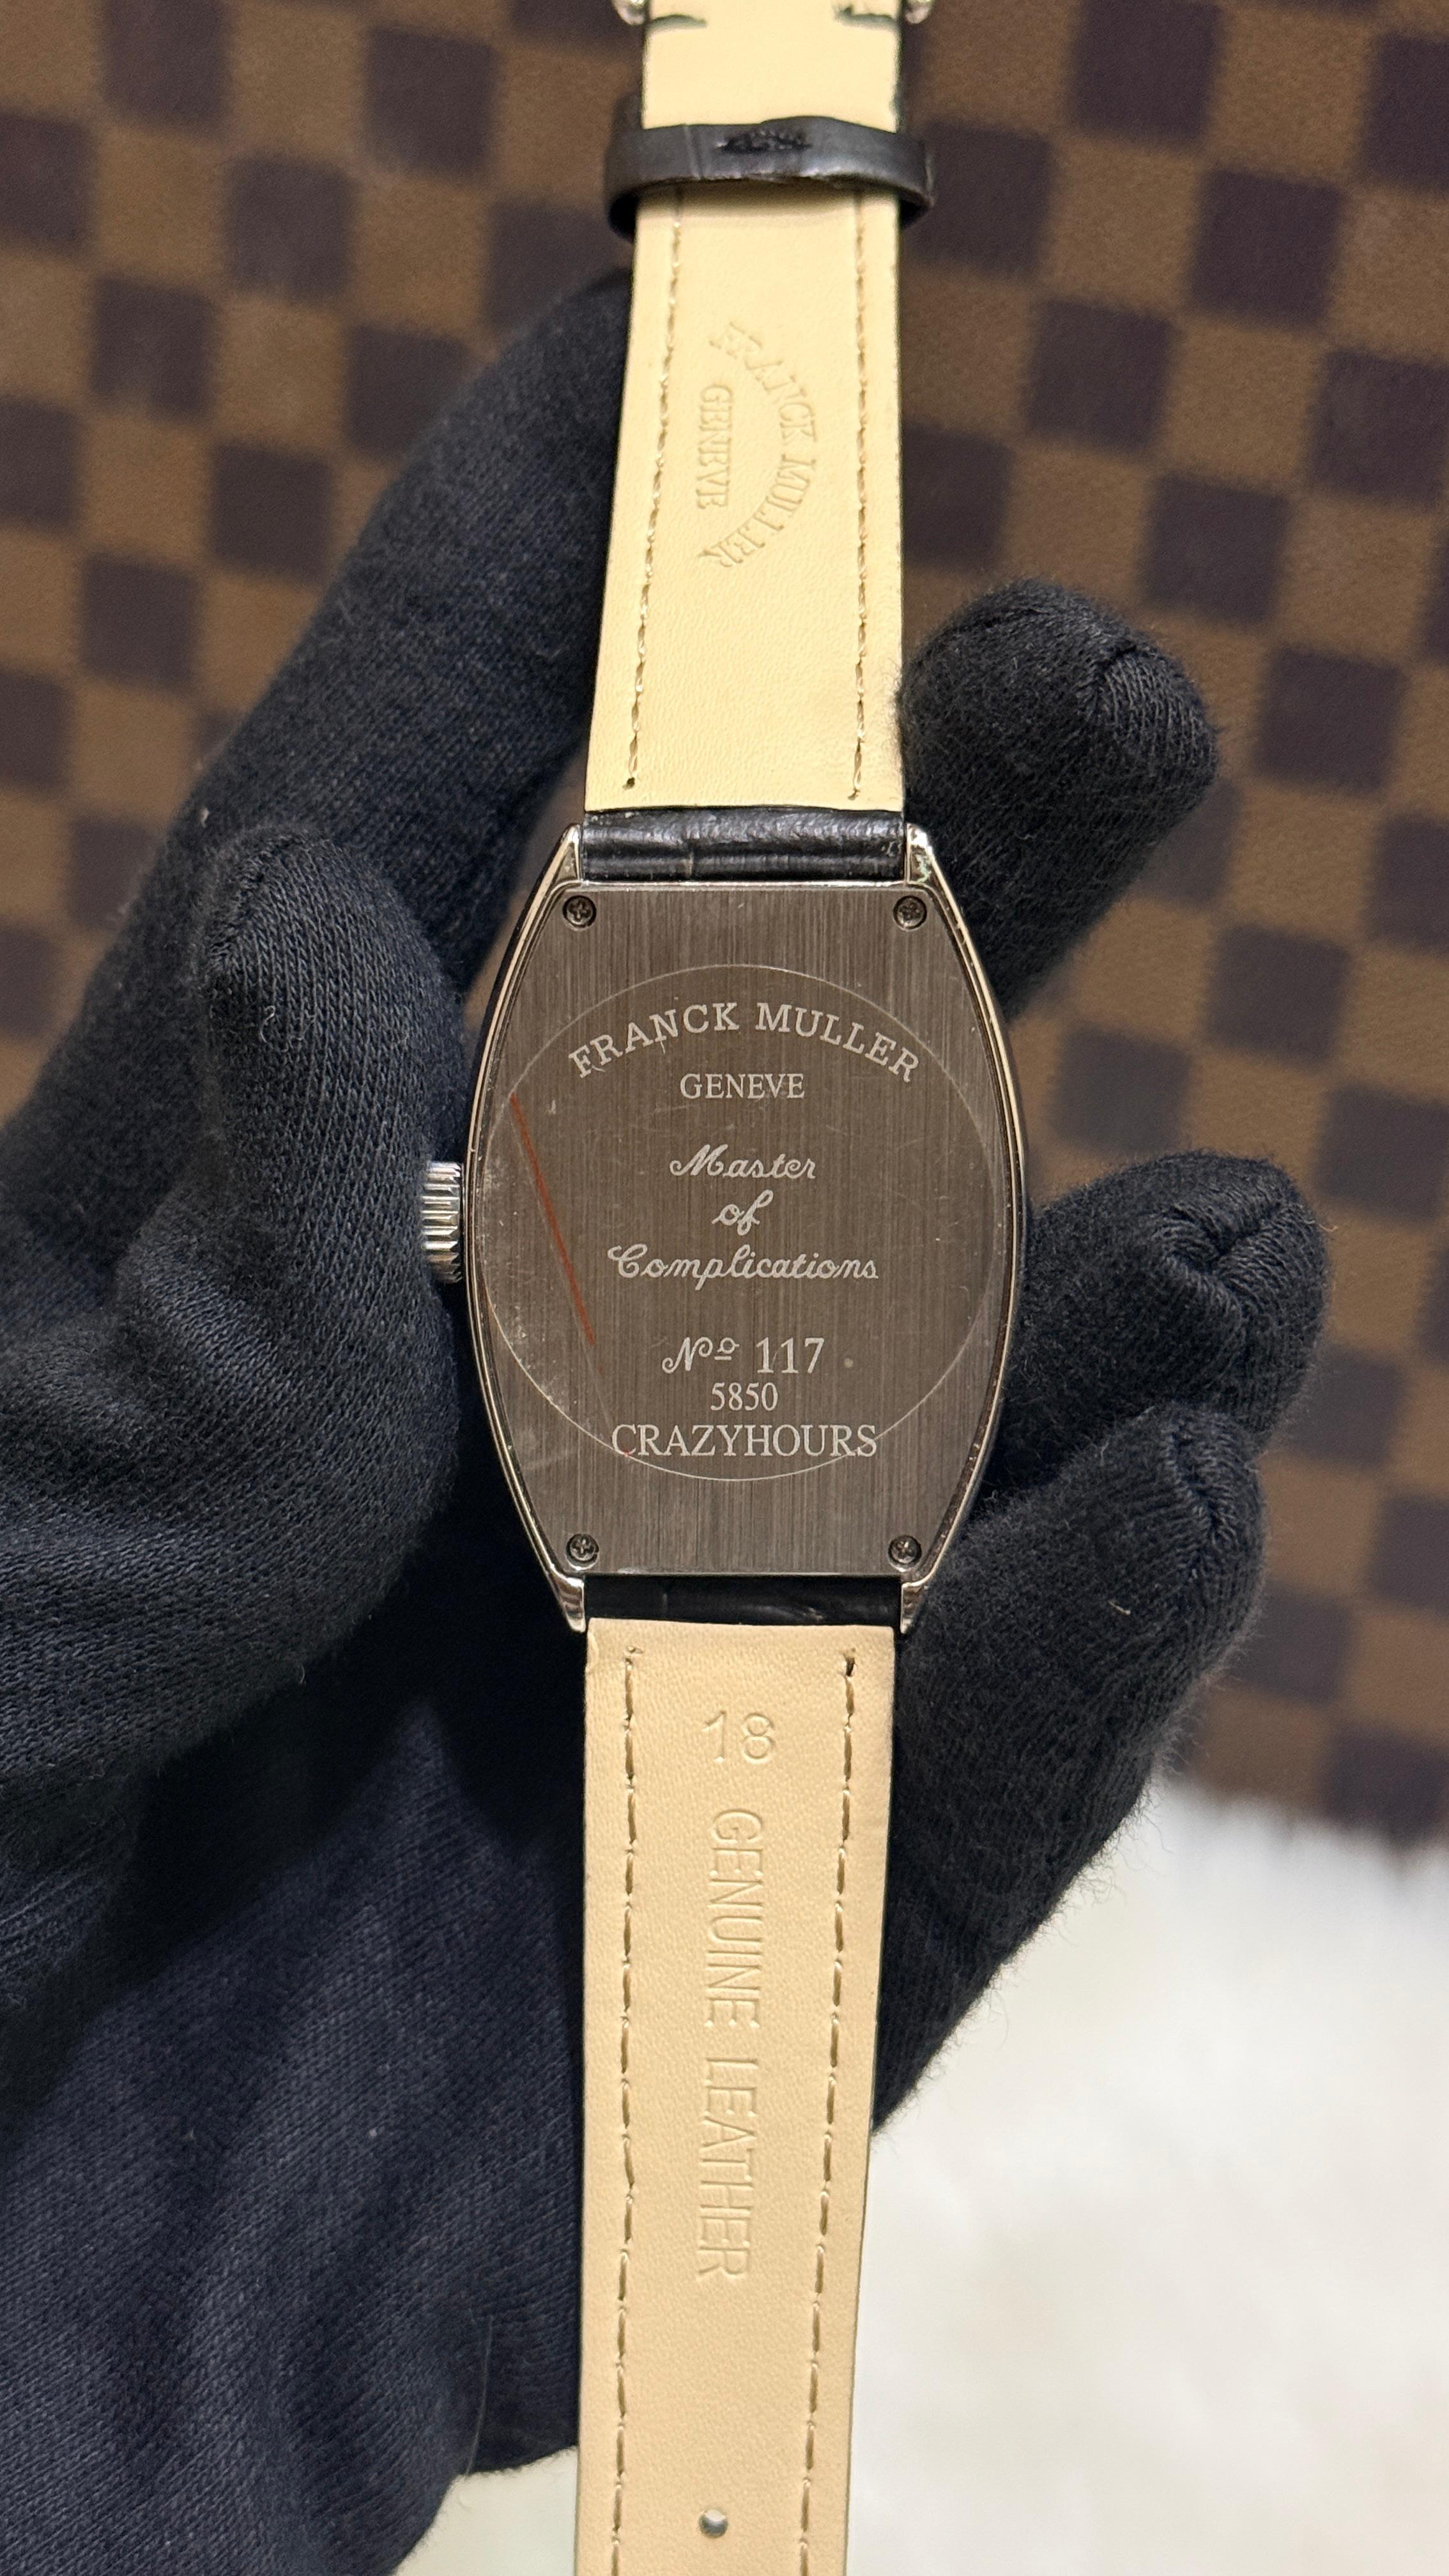 FRANCK MULLER
GENEVE
FRANCK MULLER
GENEVE
Master
of
Complications
Nº 117
5850
CRAZYHOURS
18
GENUINE LEATHER